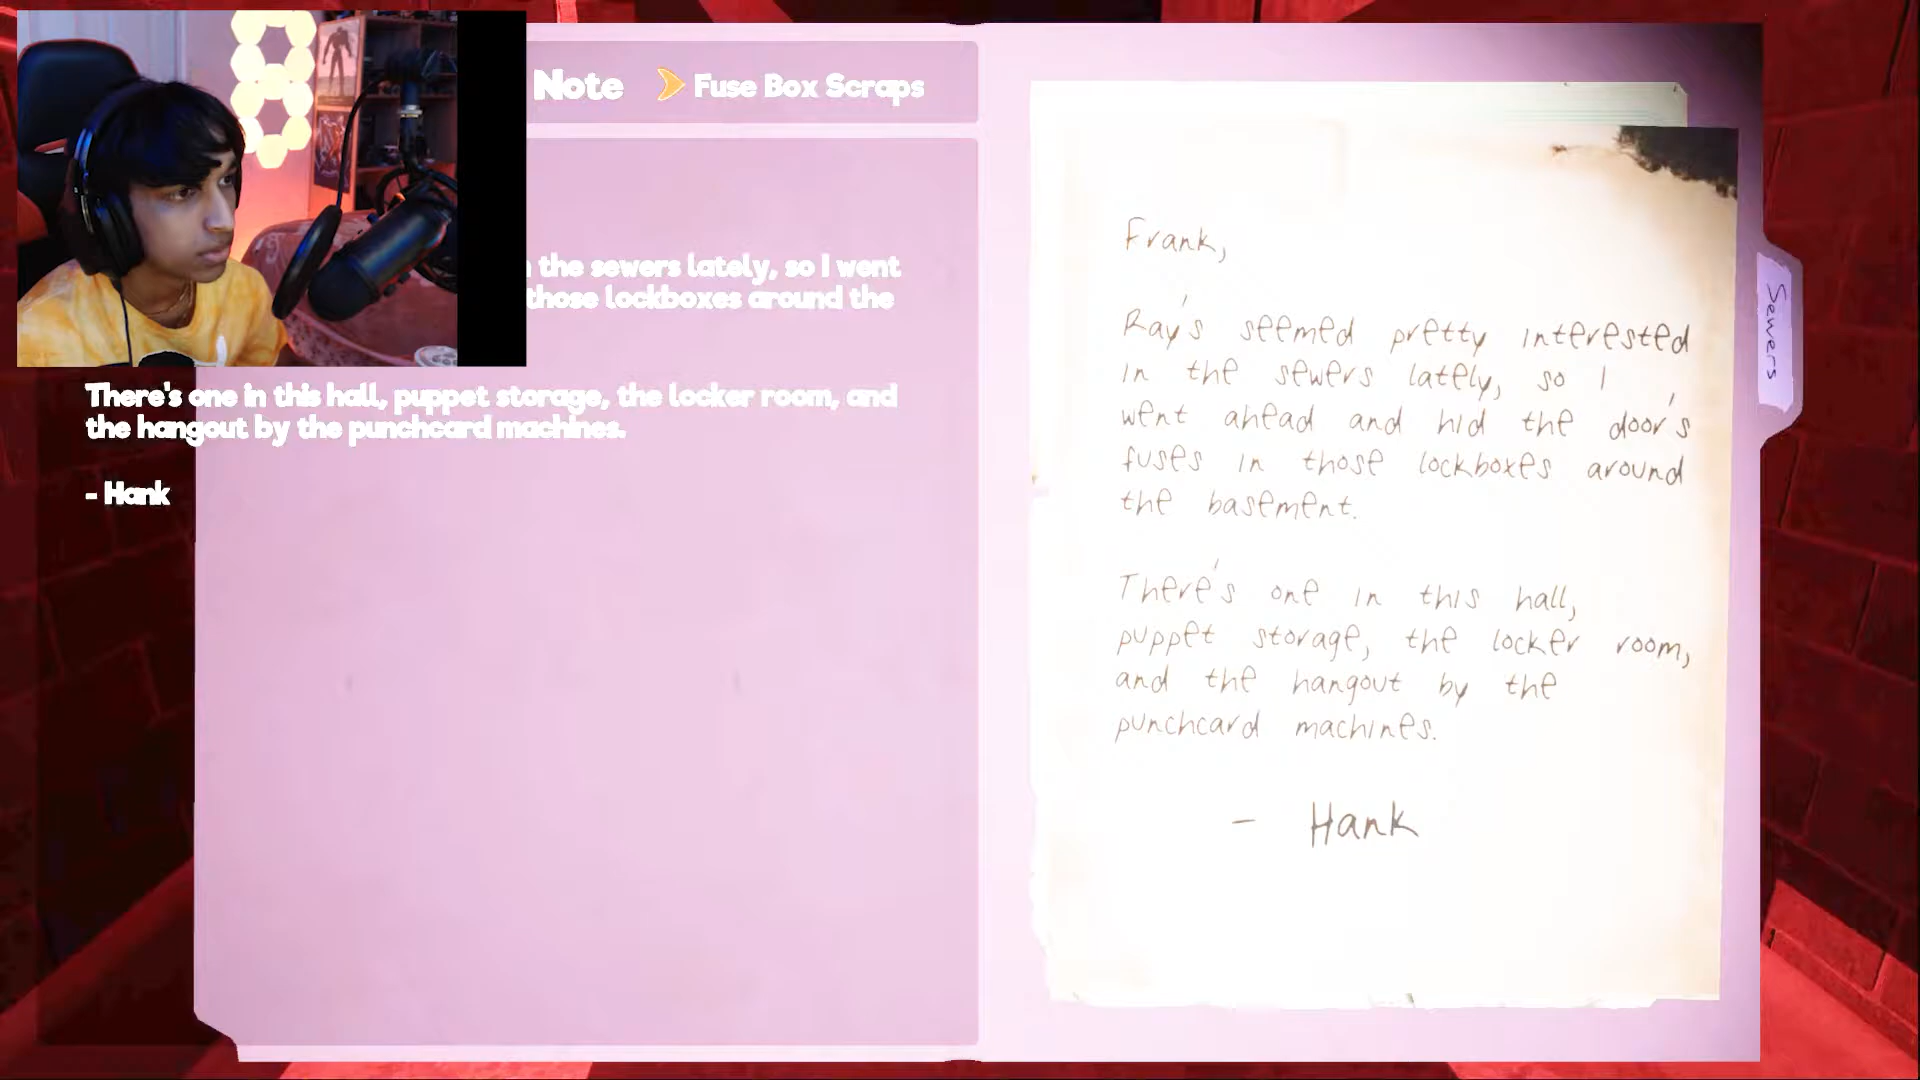 Note
Fuse Box Scraps
the sewers lately, so I went
those lockboxes around the
There's one in this hall, puppet storage, the locker room, and
the hangout by the punchcard machines.
- Hank
Frank,
Ray's seemed pretty interested
in the sewers lately, so I
went ahead and hid the door's
fuses in those lockboxes around
the basement.
There's one in this hall,
puppet storage, the locker room,
and the hangout by the
punchcard machines.
- Hank
Sewers